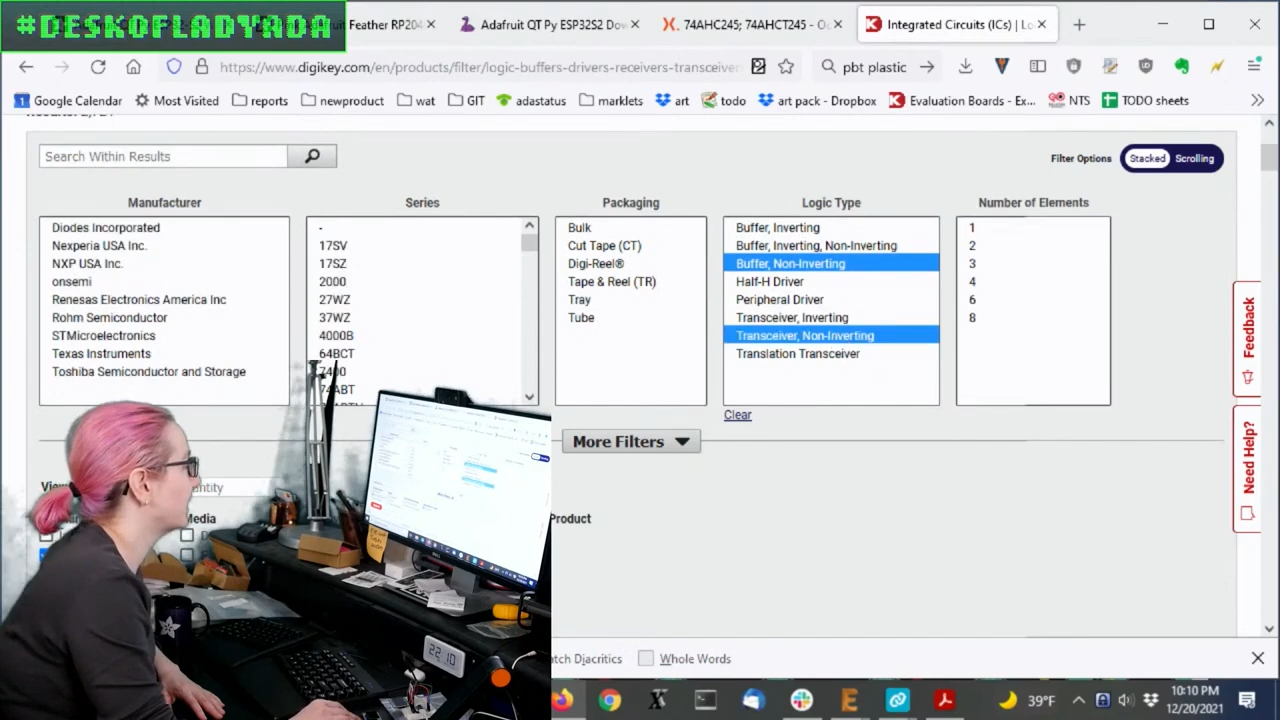 #DESKOFLADYADA
Feather RP204
Adafruit QT Py ESP32S2 Dow
74AHC245; 74AHCT245 - Oc
Integrated Circuits (ICs) | Lo
https://www.digikey.com/en/products/filter/logic-buffers-drivers-receivers-transceiver
pbt plastic
Google Calendar
Most Visited
reports
newproduct
wat
GIT
adastatus
marklets
art
todo
art pack - Dropbox
Evaluation Boards - Ex...
NTS
TODO sheets
Search Within Results
Filter Options
Stacked
Scrolling
Manufacturer
Series
Packaging
Logic Type
Number of Elements
Diodes Incorporated
Nexperia USA Inc.
NXP USA Inc.
onsemi
Renesas Electronics America Inc
Rohm Semiconductor
STMicroelectronics
Texas Instruments
Toshiba Semiconductor and Storage
-
17SV
17SZ
2000
27WZ
37WZ
4000B
64BCT
7400
74ABT
Bulk
Cut Tape (CT)
Digi-Reel®
Tape & Reel (TR)
Tray
Tube
Buffer, Inverting
Buffer, Inverting, Non-Inverting
Buffer, Non-Inverting
Half-H Driver
Peripheral Driver
Transceiver, Inverting
Transceiver, Non-Inverting
Translation Transceiver
Clear
1
2
3
4
6
8
Feedback
Need Help?
More Filters
Media
Product
Whole Words
22:10
39°F
10:10 PM
12/20/2021